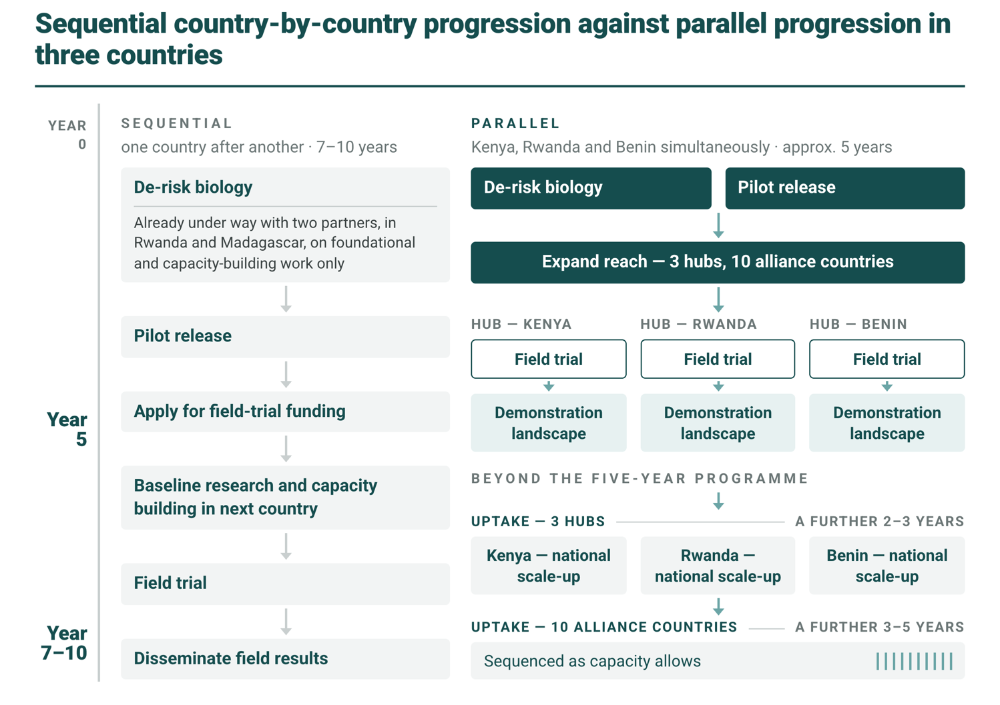 Sequential country-by-country progression against parallel progression in
three countries
YEAR
0
SEQUENTIAL
one country after another · 7–10 years
De-risk biology
Already under way with two partners, in
Rwanda and Madagascar, on foundational
and capacity-building work only
Pilot release
Apply for field-trial funding
Year
5
Baseline research and capacity
building in next country
Field trial
Year
7–10
Disseminate field results
PARALLEL
Kenya, Rwanda and Benin simultaneously · approx. 5 years
De-risk biology
Pilot release
Expand reach — 3 hubs, 10 alliance countries
HUB — KENYA
HUB — RWANDA
HUB — BENIN
Field trial
Field trial
Field trial
Demonstration
landscape
Demonstration
landscape
Demonstration
landscape
BEYOND THE FIVE-YEAR PROGRAMME
UPTAKE — 3 HUBS
A FURTHER 2–3 YEARS
Kenya — national
scale-up
Rwanda —
national scale-up
Benin — national
scale-up
UPTAKE — 10 ALLIANCE COUNTRIES
A FURTHER 3–5 YEARS
Sequenced as capacity allows